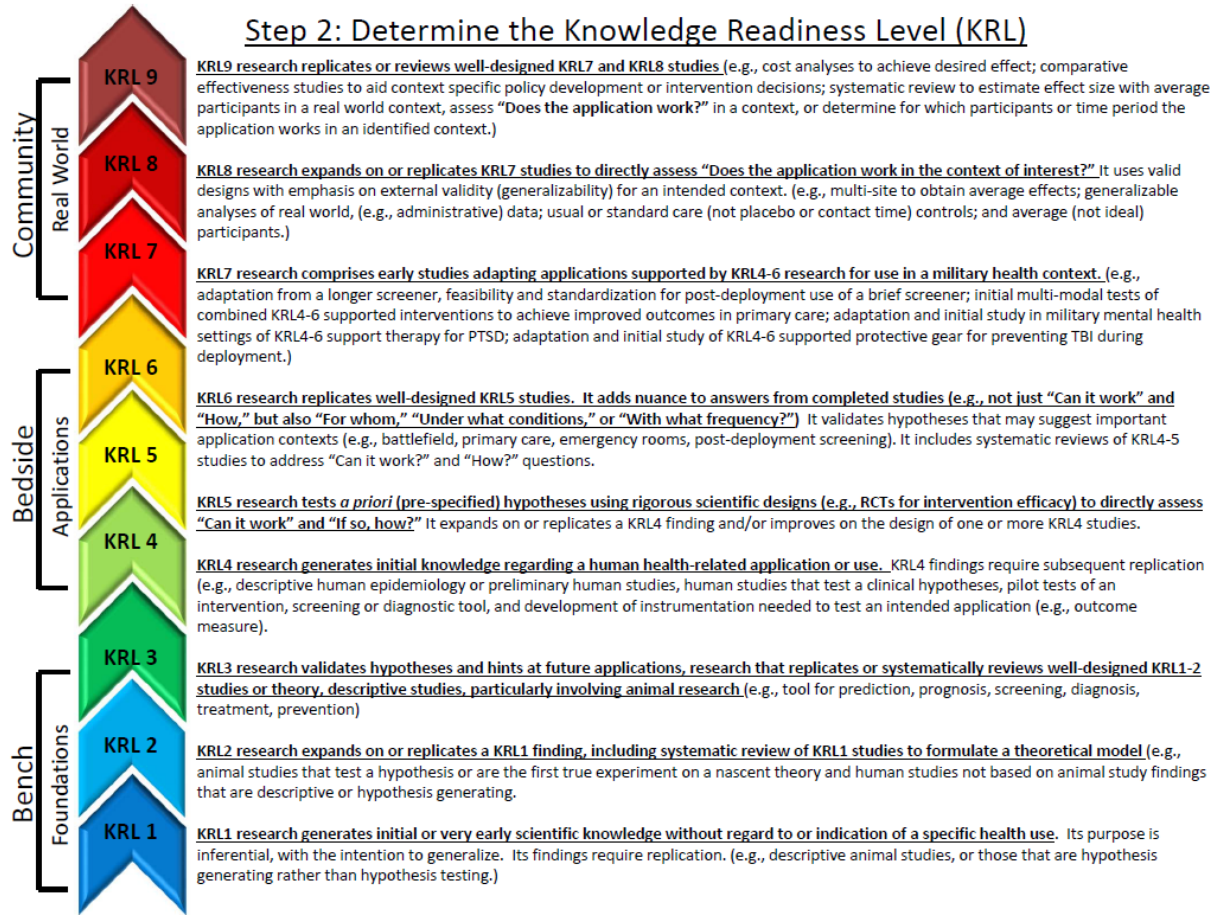 Step 2: Determine the Knowledge Readiness Level (KRL)
KRL 9
KRL9 research replicates or reviews well-designed KRL7 and KRL8 studies (e.g., cost analyses to achieve desired effect; comparative
effectiveness studies to aid context specific policy development or intervention decisions; systematic review to estimate effect size with average
participants in a real world context, assess “Does the application work?” in a context, or determine for which participants or time period the
application works in an identified context.)
Community
Real World
KRL 8
KRL8 research expands on or replicates KRL7 studies to directly assess “Does the application work in the context of interest?” It uses valid
designs with emphasis on external validity (generalizability) for an intended context. (e.g., multi-site to obtain average effects; generalizable
analyses of real world, (e.g., administrative) data; usual or standard care (not placebo or contact time) controls; and average (not ideal)
participants.)
KRL 7
KRL7 research comprises early studies adapting applications supported by KRL4-6 research for use in a military health context. (e.g.,
adaptation from a longer screener, feasibility and standardization for post-deployment use of a brief screener; initial multi-modal tests of
combined KRL4-6 supported interventions to achieve improved outcomes in primary care; adaptation and initial study in military mental health
settings of KRL4-6 support therapy for PTSD; adaptation and initial study of KRL4-6 supported protective gear for preventing TBI during
deployment.)
KRL 6
KRL6 research replicates well-designed KRL5 studies. It adds nuance to answers from completed studies (e.g., not just “Can it work” and
“How,” but also “For whom,” “Under what conditions,” or “With what frequency?”) It validates hypotheses that may suggest important
application contexts (e.g., battlefield, primary care, emergency rooms, post-deployment screening). It includes systematic reviews of KRL4-5
studies to address “Can it work?” and “How?” questions.
Bedside
Applications
KRL 5
KRL5 research tests a priori (pre-specified) hypotheses using rigorous scientific designs (e.g., RCTs for intervention efficacy) to directly assess
“Can it work” and “If so, how?” It expands on or replicates a KRL4 finding and/or improves on the design of one or more KRL4 studies.
KRL 4
KRL4 research generates initial knowledge regarding a human health-related application or use. KRL4 findings require subsequent replication
(e.g., descriptive human epidemiology or preliminary human studies, human studies that test a clinical hypotheses, pilot tests of an
intervention, screening or diagnostic tool, and development of instrumentation needed to test an intended application (e.g., outcome
measure).
KRL 3
KRL3 research validates hypotheses and hints at future applications, research that replicates or systematically reviews well-designed KRL1-2
studies or theory, descriptive studies, particularly involving animal research (e.g., tool for prediction, prognosis, screening, diagnosis,
treatment, prevention)
Bench
Foundations
KRL 2
KRL2 research expands on or replicates a KRL1 finding, including systematic review of KRL1 studies to formulate a theoretical model (e.g.,
animal studies that test a hypothesis or are the first true experiment on a nascent theory and human studies not based on animal study findings
that are descriptive or hypothesis generating.
KRL 1
KRL1 research generates initial or very early scientific knowledge without regard to or indication of a specific health use. Its purpose is
inferential, with the intention to generalize. Its findings require replication. (e.g., descriptive animal studies, or those that are hypothesis
generating rather than hypothesis testing.)